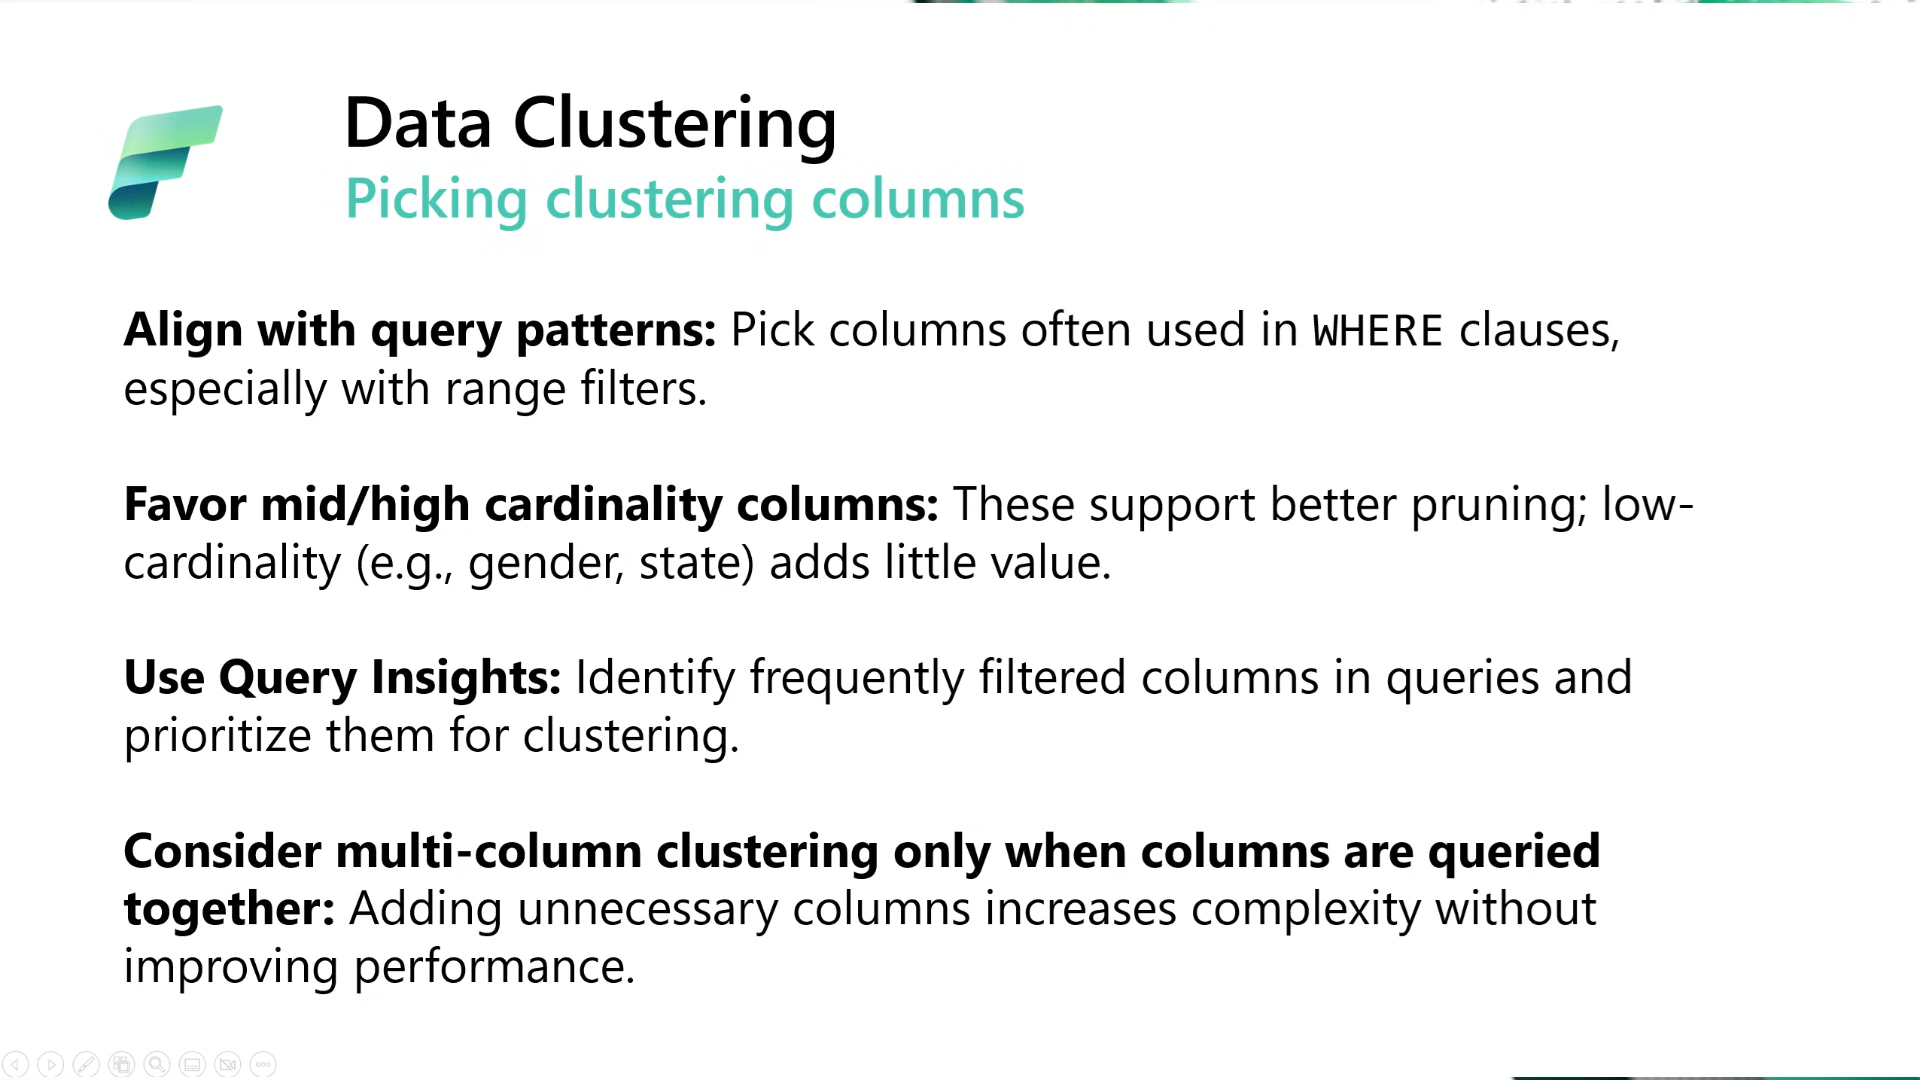 Data Clustering
Picking clustering columns
Align with query patterns: Pick columns often used in WHERE clauses,
especially with range filters.
Favor mid/high cardinality columns: These support better pruning; low-
cardinality (e.g., gender, state) adds little value.
Use Query Insights: Identify frequently filtered columns in queries and
prioritize them for clustering.
Consider multi-column clustering only when columns are queried
together: Adding unnecessary columns increases complexity without
improving performance.